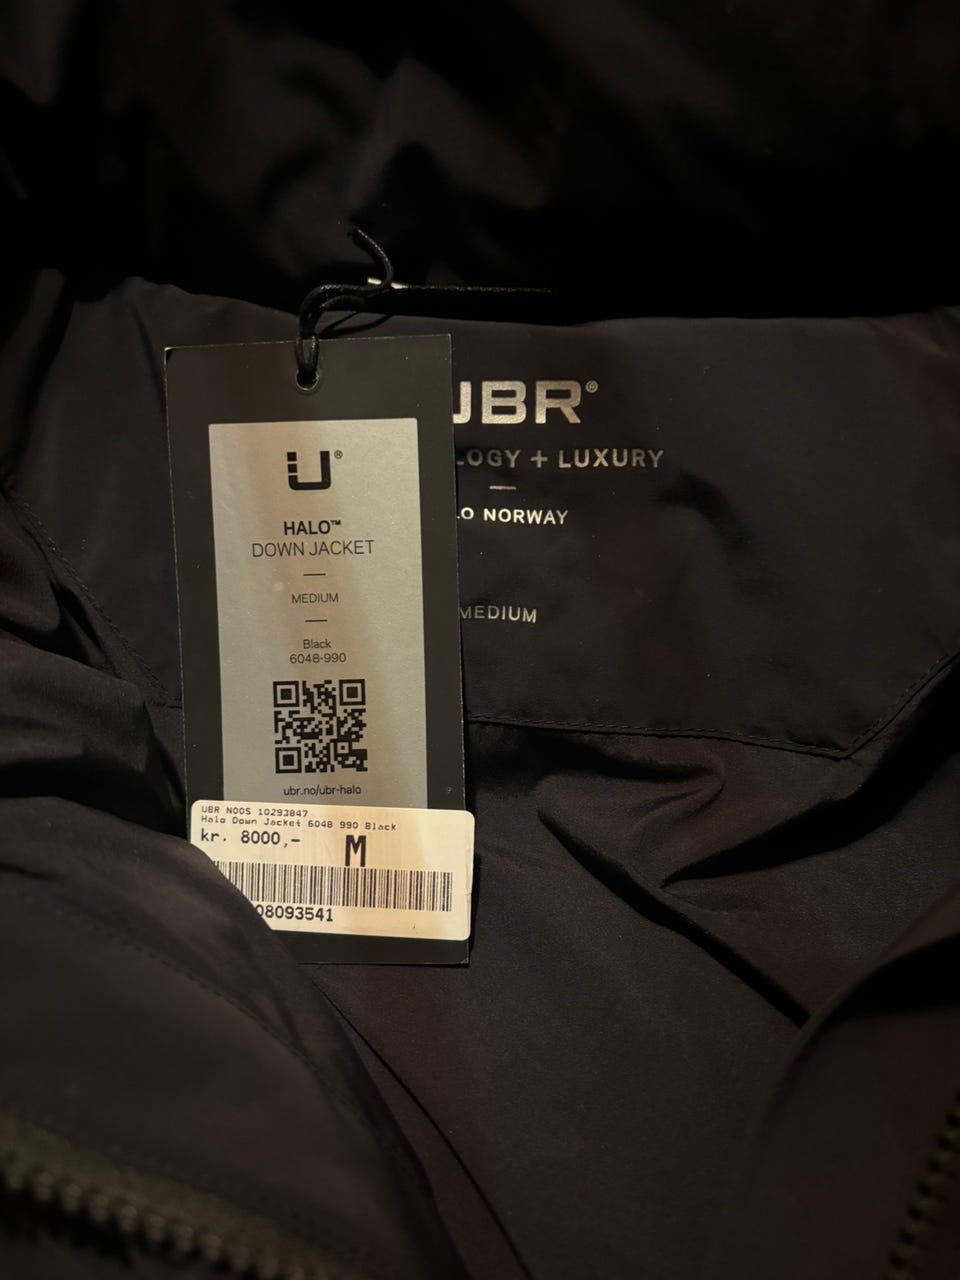 U®
HALO™
DOWN JACKET
MEDIUM
Black
6048-990
ubr.no/ubr-halo
UBR NOOS 10293847
Halo Down Jacket 6048 990 Black
kr. 8000,-
M
08093541
UBR®
LOGY + LUXURY
LO NORWAY
MEDIUM